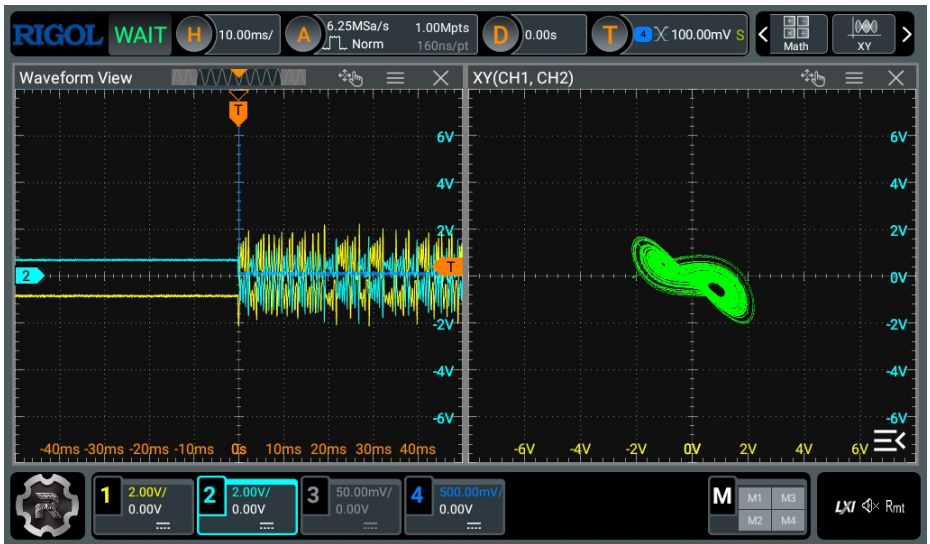 RIGOL WAIT H 10.00ms/ A 6.25MSa/s Norm 1.00Mpts 160ns/pt D 0.00s T 4 100.00mV S < Math XY >
Waveform View
XY(CH1, CH2)
T
6V
4V
2V
T
2
-2V
-4V
-6V
-40ms -30ms -20ms -10ms 0s 10ms 20ms 30ms 40ms
6V
4V
2V
0V
-2V
-4V
-6V
-6V -4V -2V 0V 2V 4V 6V
R
1 2.00V/ 0.00V
2 2.00V/ 0.00V
3 50.00mV/ 0.00V
4 500.00mV/ 0.00V
M M1 M3 M2 M4
LXI Rmt